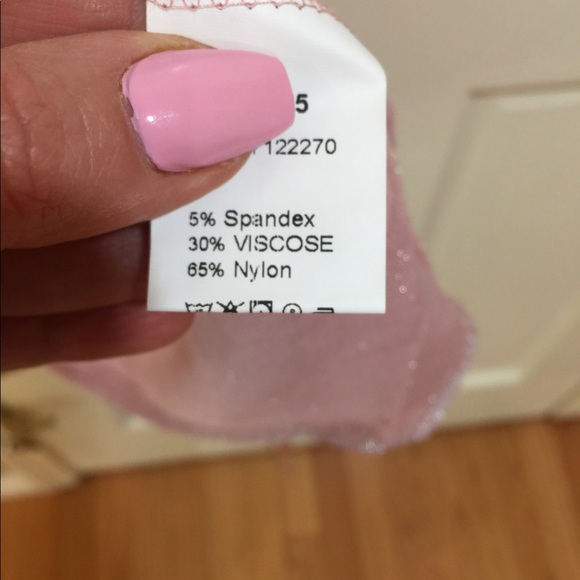 5
122270
5% Spandex
30% VISCOSE
65% Nylon